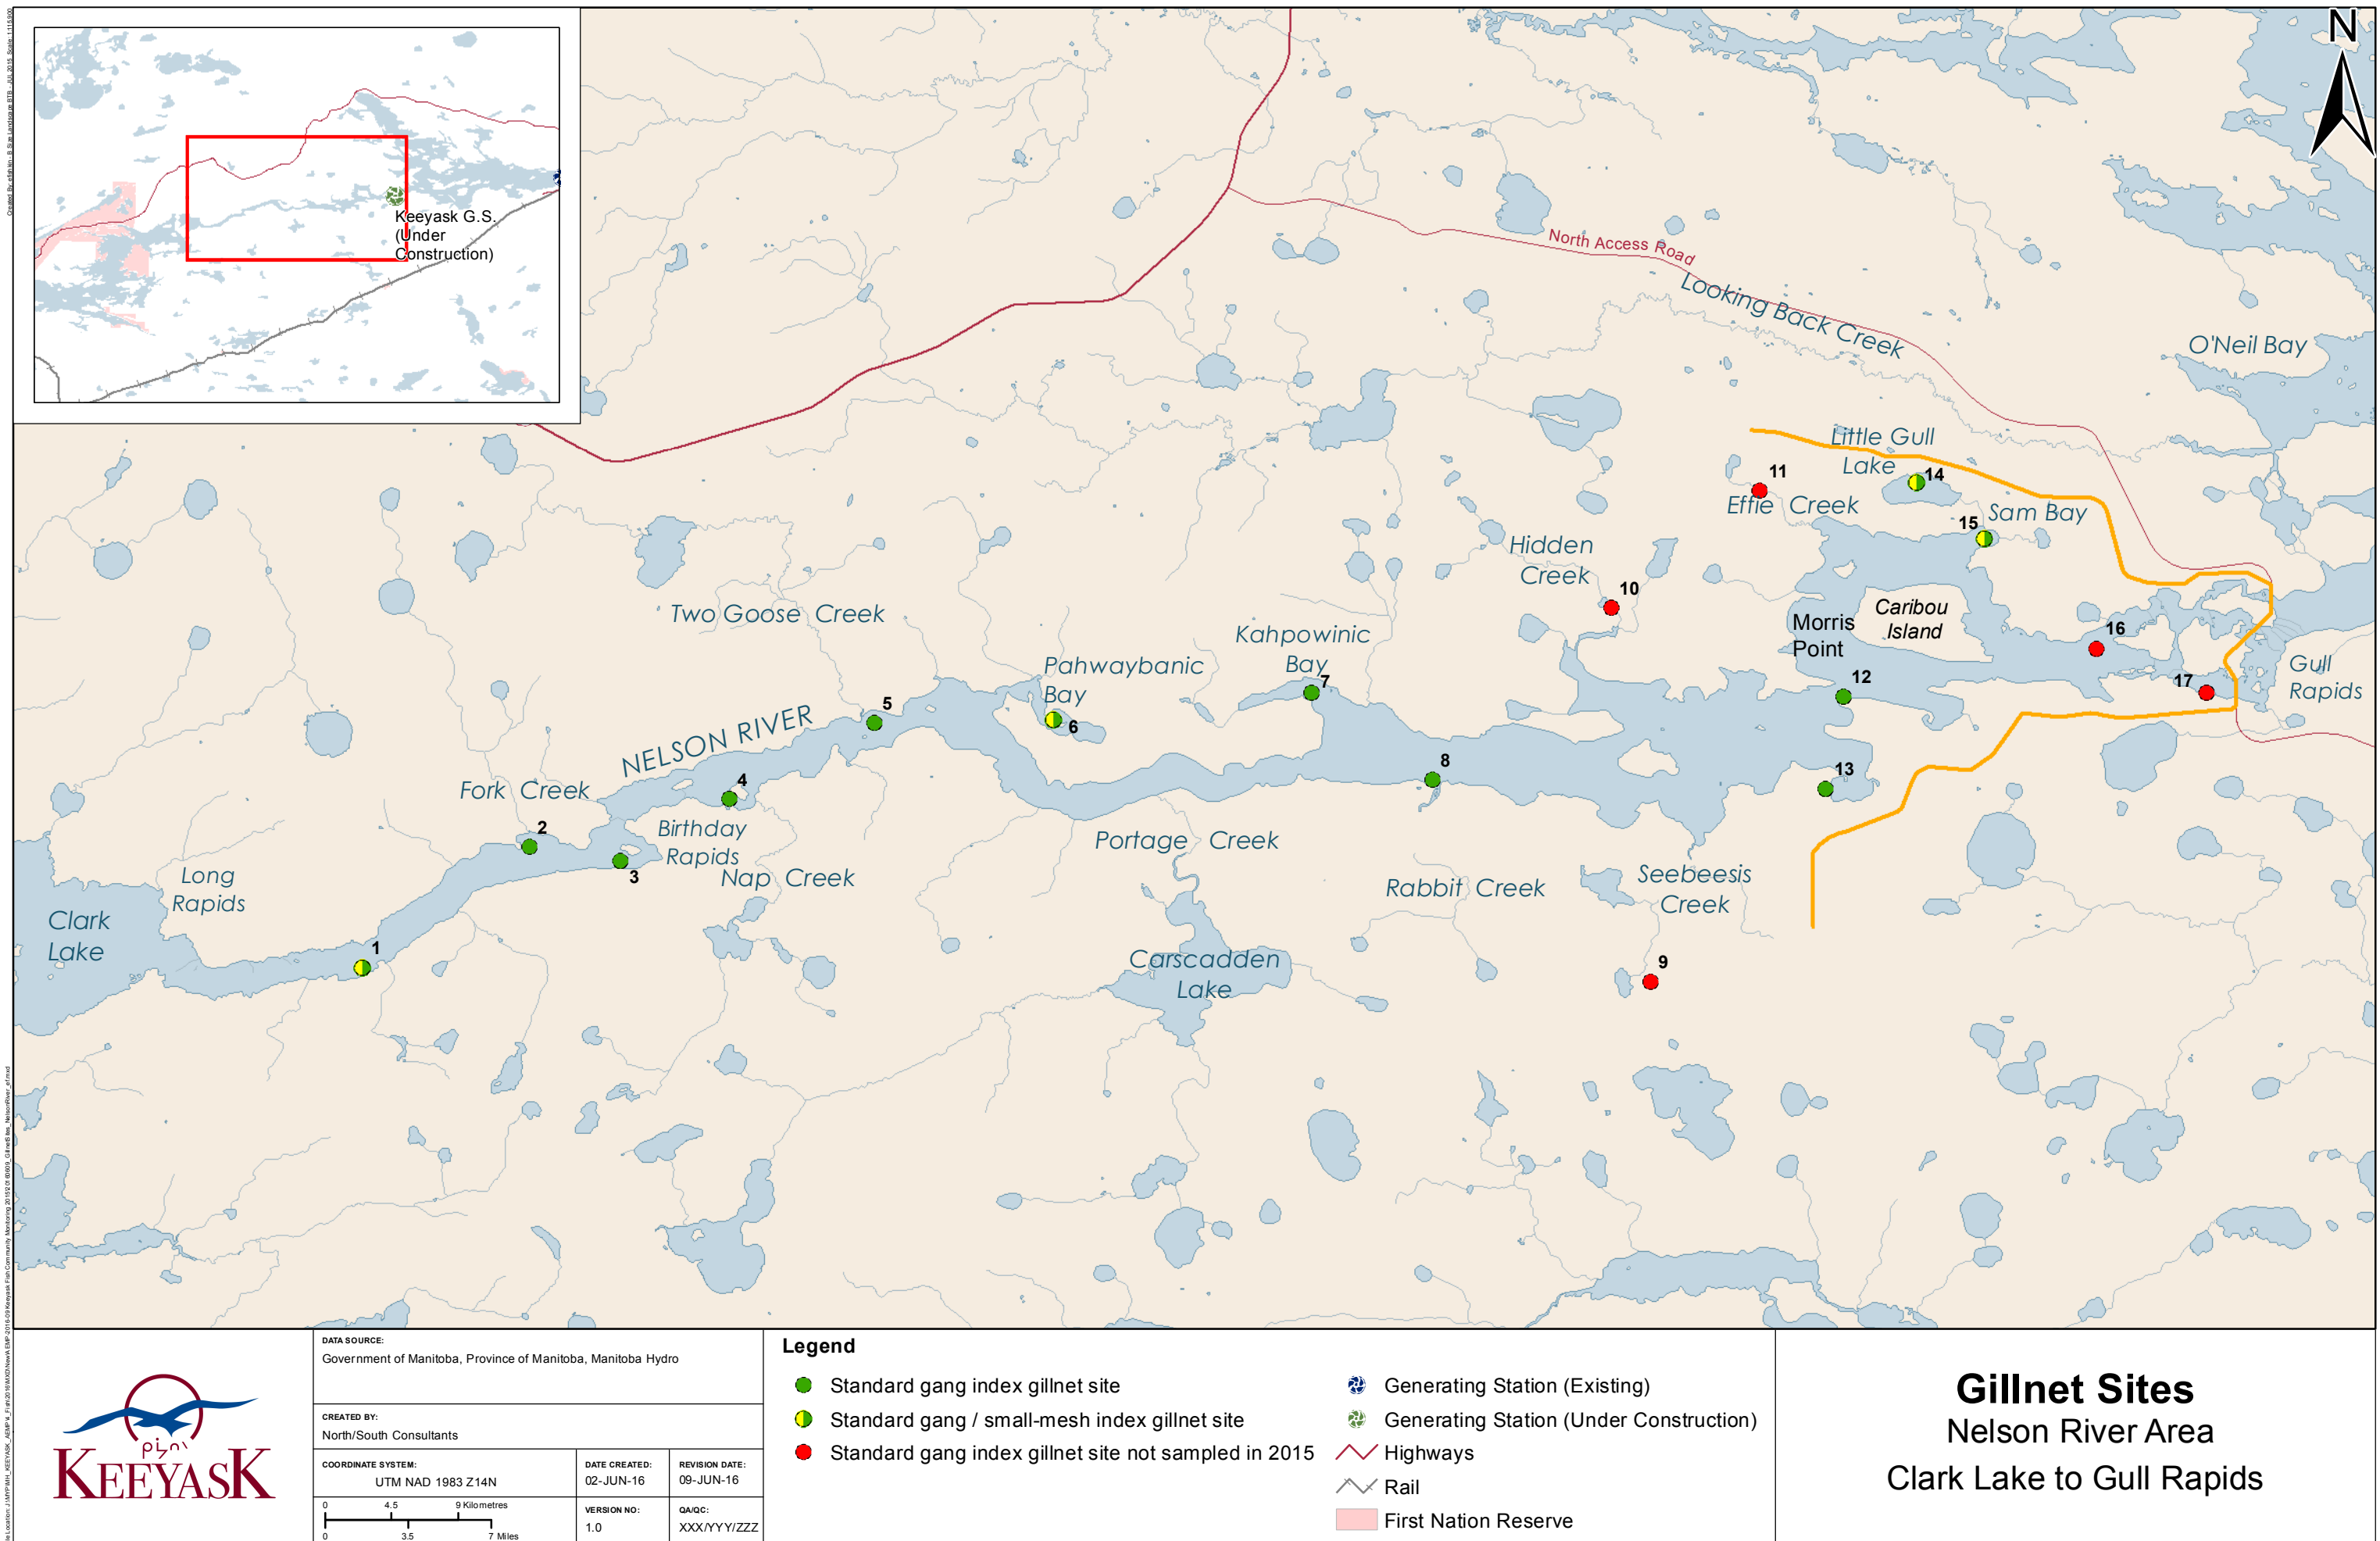 N
Keeyask G.S.
(Under
Construction)
North Access Road
Looking Back Creek
O'Neil Bay
Little Gull
Lake
14
11
Effie Creek
15
Sam Bay
Hidden
Creek
10
Two Goose Creek
Caribou
Island
Morris
Point
16
Kahpowinic
Bay
7
Pahwaybanic
Bay
6
12
17
Gull
Rapids
5
NELSON RIVER
4
8
13
Fork Creek
2
Birthday
Rapids
3
Nap Creek
Portage Creek
Rabbit Creek
Seebeesis
Creek
Long
Rapids
Clark
Lake
1
Carscadden
Lake
9
KEEYASK
DATA SOURCE:
Government of Manitoba, Province of Manitoba, Manitoba Hydro
CREATED BY:
North/South Consultants
COORDINATE SYSTEM:
UTM NAD 1983 Z14N
DATE CREATED:
02-JUN-16
REVISION DATE:
09-JUN-16
0 4.5 9 Kilometres
0 3.5 7 Miles
VERSION NO:
1.0
QA/QC:
XXX/YYY/ZZZ
Legend
Standard gang index gillnet site
Standard gang / small-mesh index gillnet site
Standard gang index gillnet site not sampled in 2015
Generating Station (Existing)
Generating Station (Under Construction)
Highways
Rail
First Nation Reserve
Gillnet Sites
Nelson River Area
Clark Lake to Gull Rapids